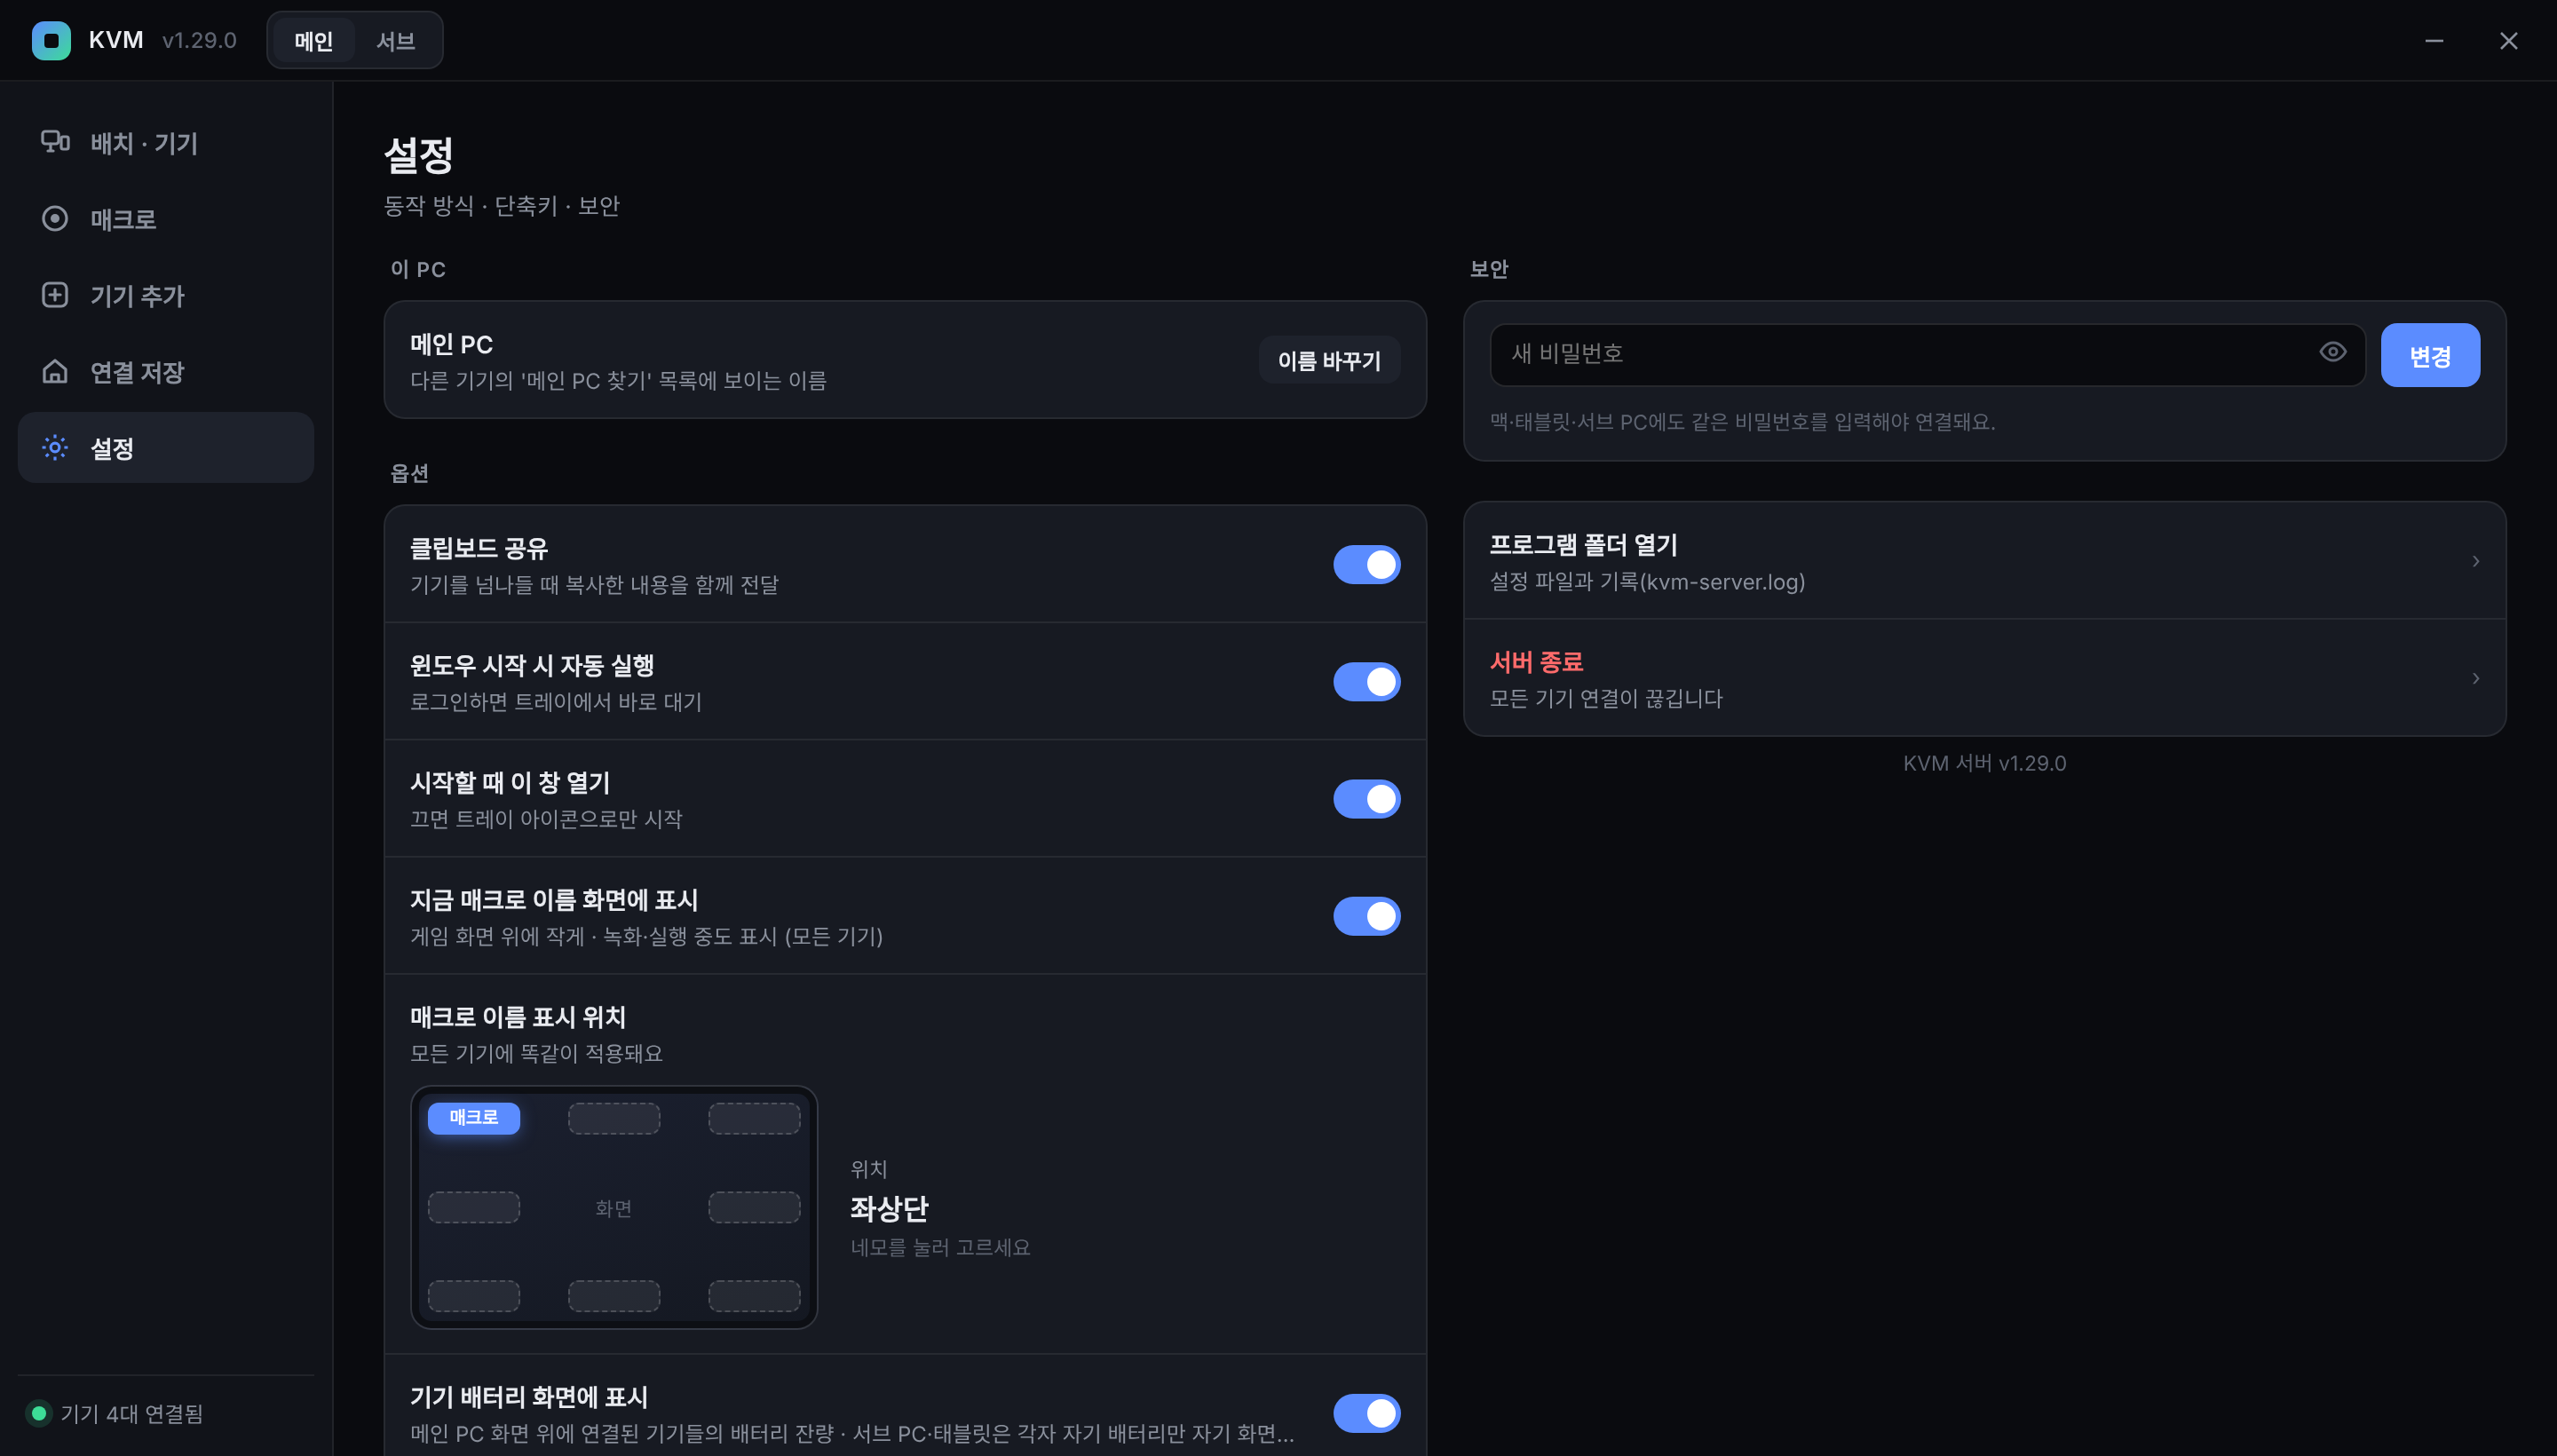 KVM v1.29.0 메인 서브
배치 · 기기
매크로
기기 추가
연결 저장
설정
기기 4대 연결됨
설정
동작 방식 · 단축키 · 보안
이 PC
메인 PC
다른 기기의 '메인 PC 찾기' 목록에 보이는 이름
이름 바꾸기
옵션
클립보드 공유
기기를 넘나들 때 복사한 내용을 함께 전달
윈도우 시작 시 자동 실행
로그인하면 트레이에서 바로 대기
시작할 때 이 창 열기
끄면 트레이 아이콘으로만 시작
지금 매크로 이름 화면에 표시
게임 화면 위에 작게 · 녹화·실행 중도 표시 (모든 기기)
매크로 이름 표시 위치
모든 기기에 똑같이 적용돼요
매크로
화면
위치
좌상단
네모를 눌러 고르세요
기기 배터리 화면에 표시
메인 PC 화면 위에 연결된 기기들의 배터리 잔량 · 서브 PC·태블릿은 각자 자기 배터리만 자기 화면...
보안
새 비밀번호
변경
맥·태블릿·서브 PC에도 같은 비밀번호를 입력해야 연결돼요.
프로그램 폴더 열기
설정 파일과 기록(kvm-server.log)
서버 종료
모든 기기 연결이 끊깁니다
KVM 서버 v1.29.0